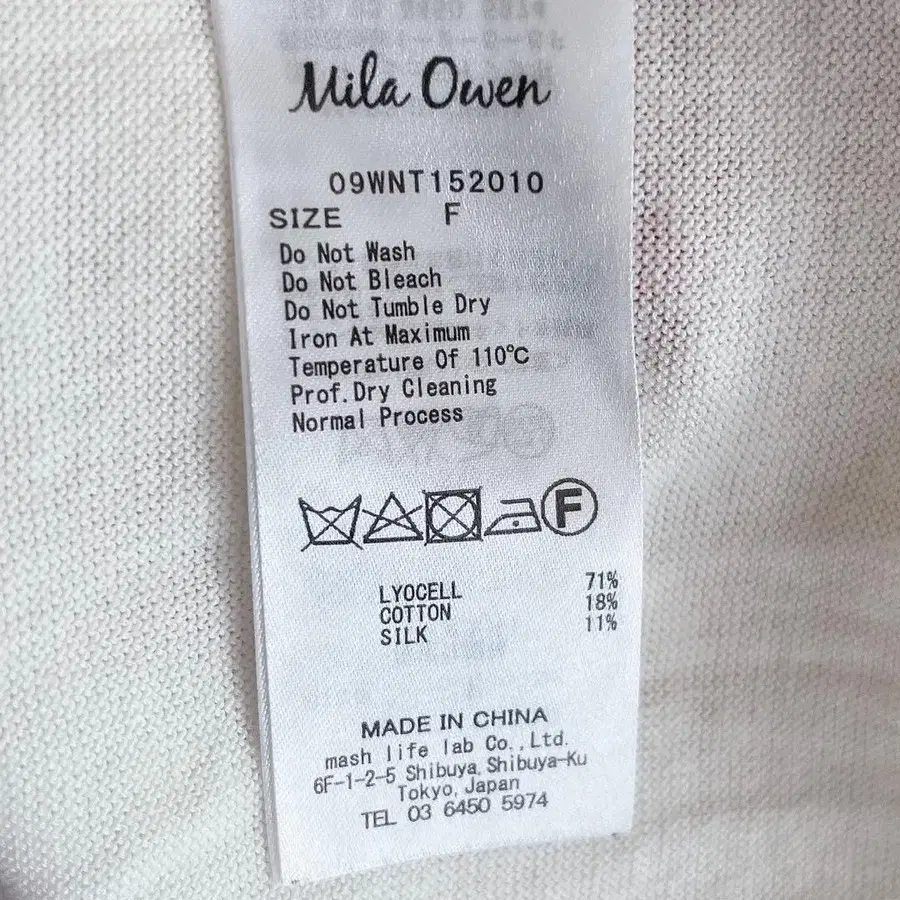 Mila Owen
09WNT152010
SIZE F
Do Not Wash
Do Not Bleach
Do Not Tumble Dry
Iron At Maximum
Temperature Of 110℃
Prof.Dry Cleaning
Normal Process
F
LYOCELL 71%
COTTON 18%
SILK 11%
MADE IN CHINA
mash life lab Co.,Ltd.
6F-1-2-5 Shibuya,Shibuya-Ku
Tokyo,Japan
TEL 03 6450 5974